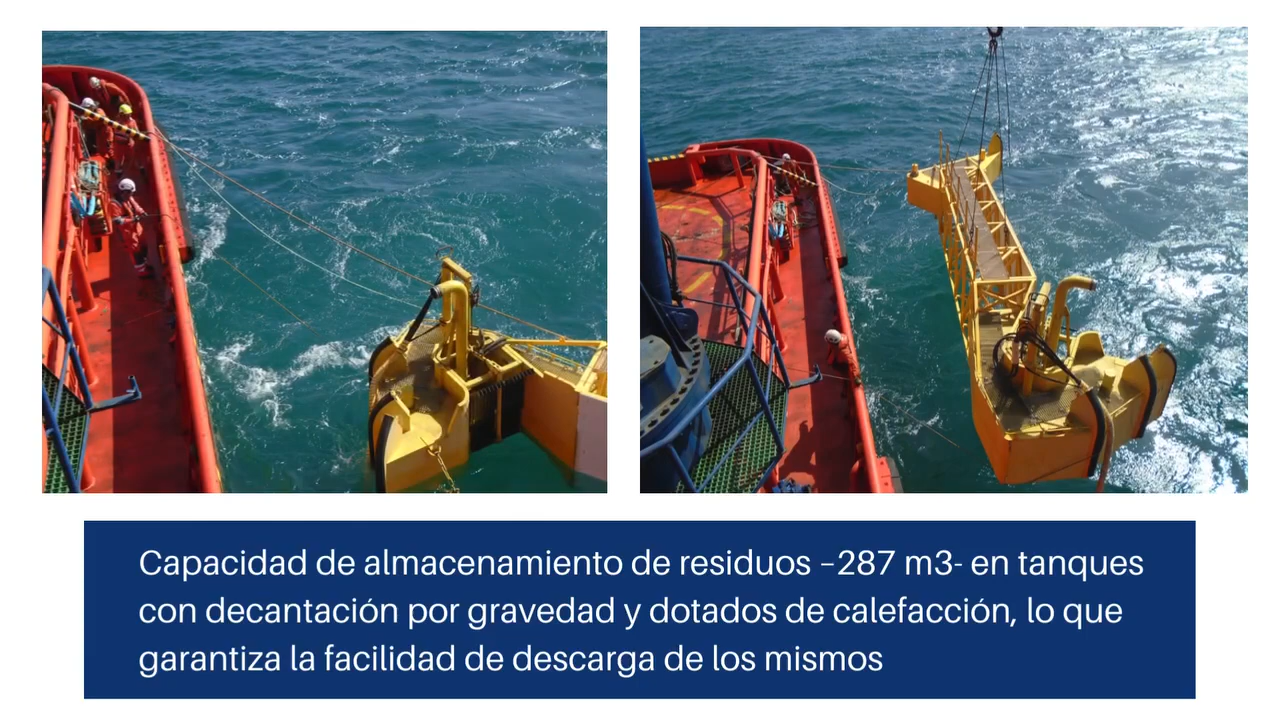 Capacidad de almacenamiento de residuos –287 m3- en tanques
con decantación por gravedad y dotados de calefacción, lo que
garantiza la facilidad de descarga de los mismos